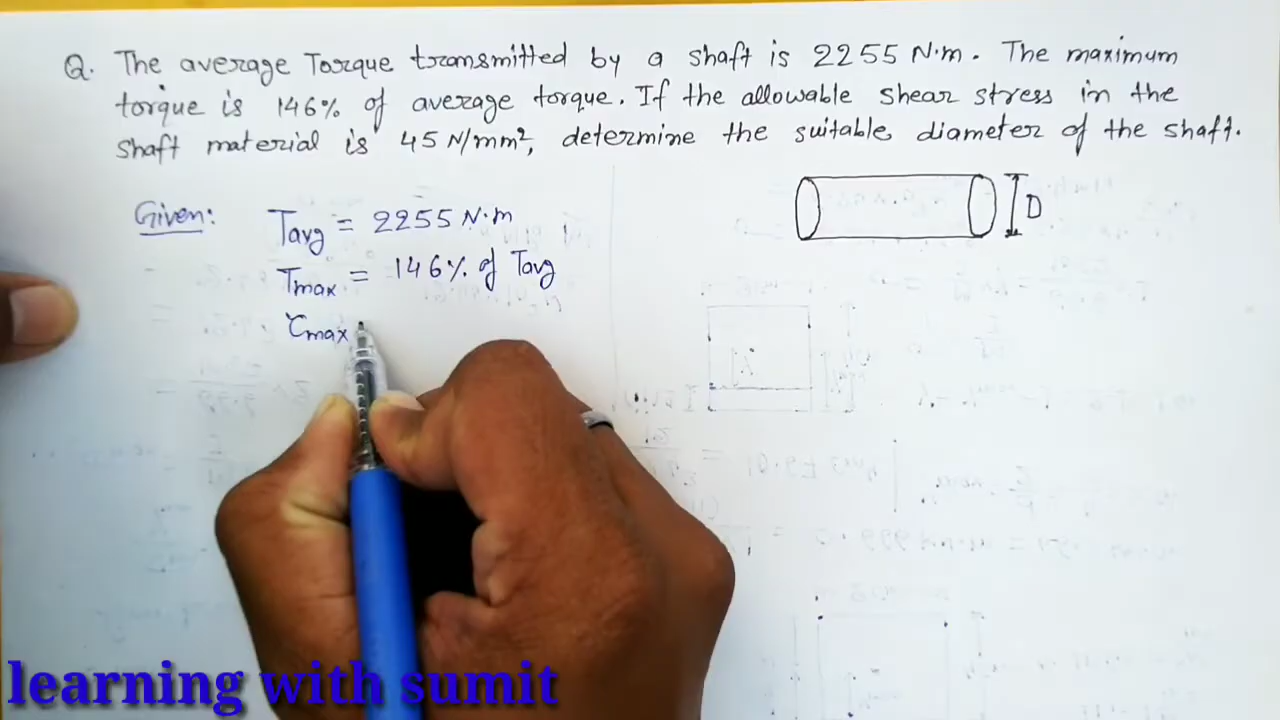 Q. The average Torque transmitted by a shaft is 2255 N·m. The maximum
torque is 146% of average torque. If the allowable shear stress in the
shaft material is 45 N/mm², determine the suitable diameter of the shaft.
Given: Tavg = 2255 N·m
Tmax = 146% of Tavg
τmax
D
learning with sumit